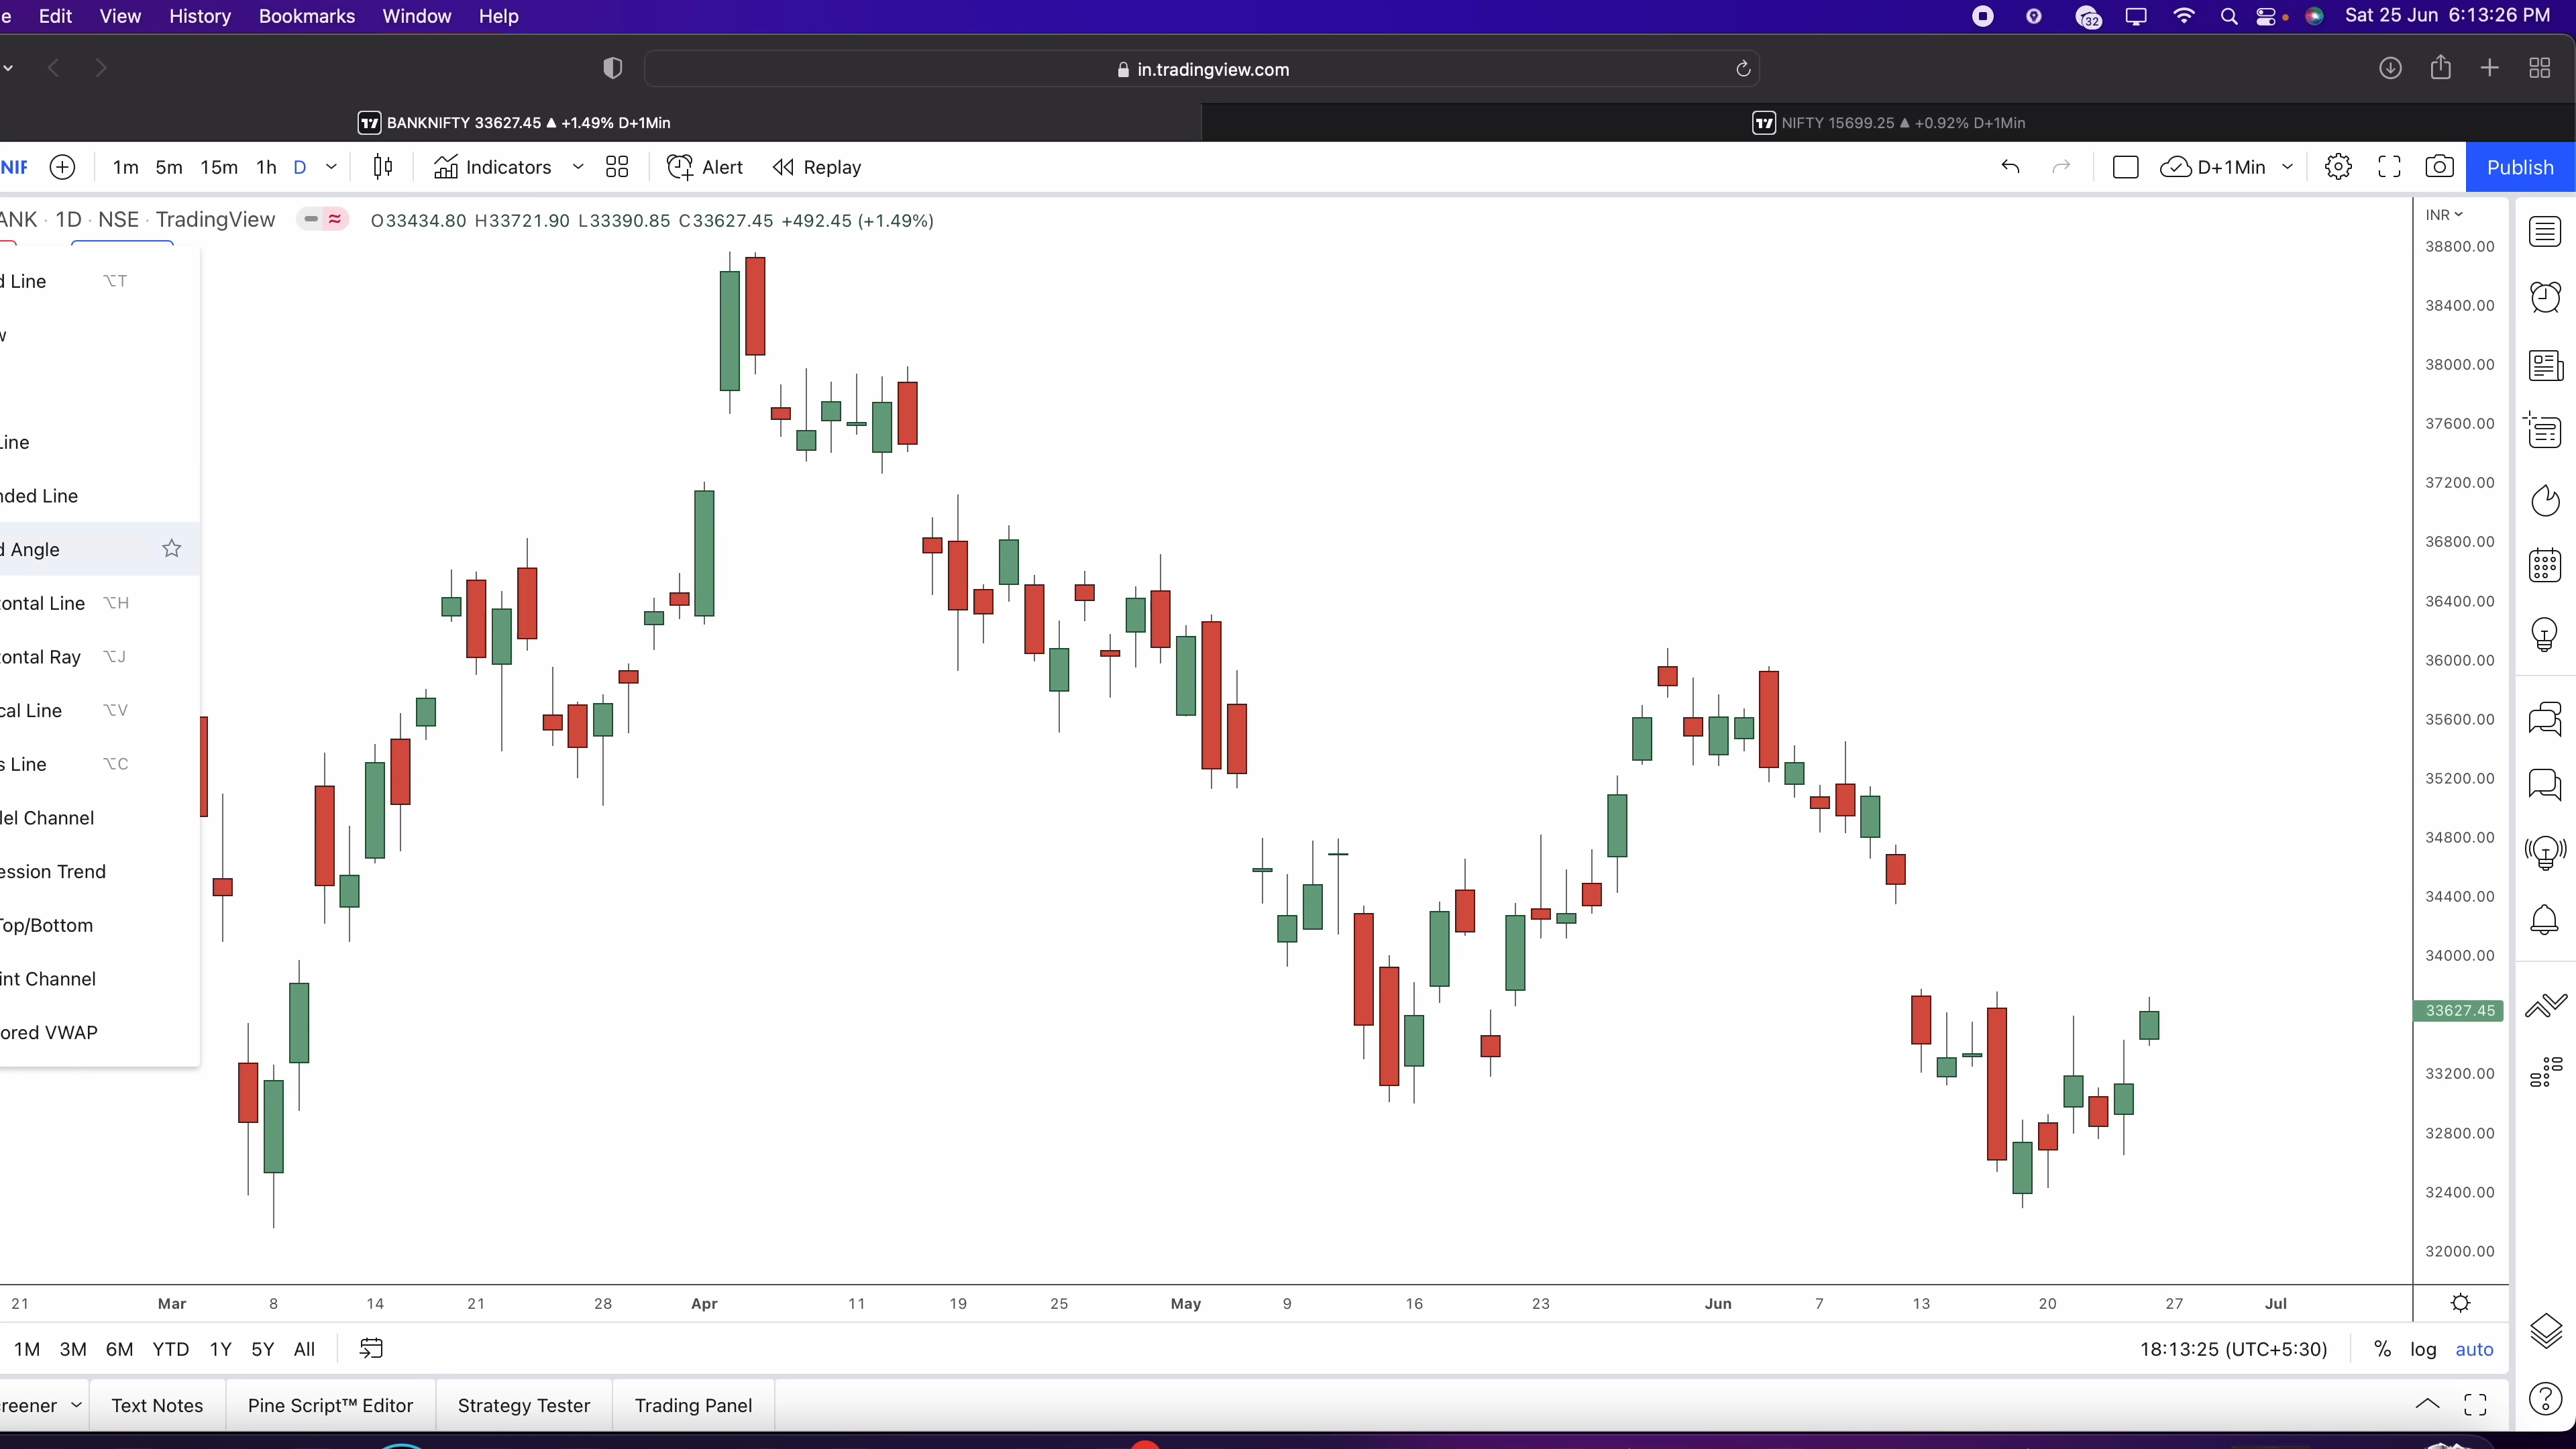 e Edit View History Bookmarks Window Help 32 Sat 25 Jun 6:13:26 PM
in.tradingview.com
BANKNIFTY 33627.45 ▲ +1.49% D+1Min NIFTY 15699.25 ▲ +0.92% D+1Min
NIF 1m 5m 15m 1h D Indicators Alert Replay D+1Min Publish
ANK · 1D · NSE · TradingView O33434.80 H33721.90 L33390.85 C33627.45 +492.45 (+1.49%)
INR
38800.00
d Line ⌥T
38400.00
w
38000.00
37600.00
Line
37200.00
nded Line
36800.00
d Angle
36400.00
ontal Line ⌥H
36000.00
ontal Ray ⌥J
35600.00
cal Line ⌥V
35200.00
s Line ⌥C
34800.00
lel Channel
ession Trend
34400.00
Top/Bottom
34000.00
int Channel
33627.45
ored VWAP
33200.00
32800.00
32400.00
32000.00
21 Mar 8 14 21 28 Apr 11 19 25 May 9 16 23 Jun 7 13 20 27 Jul
1M 3M 6M YTD 1Y 5Y All 18:13:25 (UTC+5:30) % log auto
reener Text Notes Pine Script™ Editor Strategy Tester Trading Panel